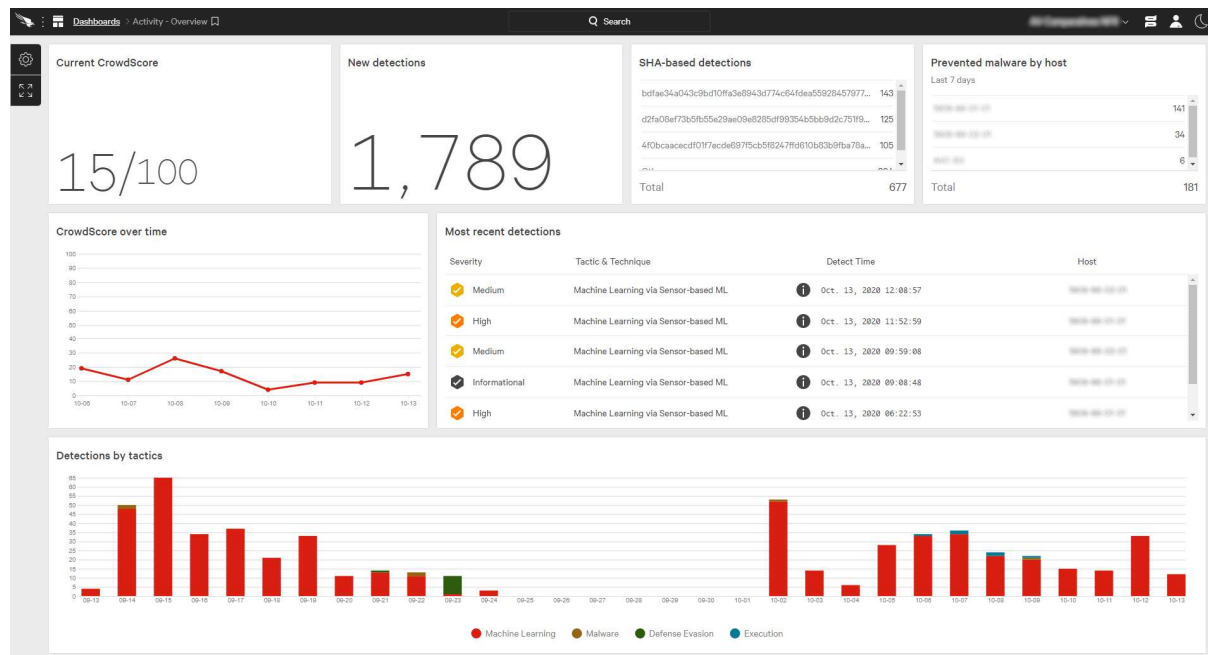 Dashboards > Activity - Overview
Search
Current CrowdScore
15/100
New detections
1,789
SHA-based detections
bdfae34a043c9bd10ffa3e8943d774c64fdea55928457977... 143
d2fa08ef73b5fb55e29ae09e8285df99354b5bb9d2c751f9... 125
4f0bcaacecdf01f7ecde697f5cb5f8247ffd610b83b9fba78a... 105
Total 677
Prevented malware by host
Last 7 days
141
34
6
Total 181
CrowdScore over time
100
90
80
70
60
50
40
30
20
10
0
10-06 10-07 10-08 10-09 10-10 10-11 10-12 10-13
Most recent detections
Severity Tactic & Technique Detect Time Host
Medium Machine Learning via Sensor-based ML Oct. 13, 2020 12:08:57
High Machine Learning via Sensor-based ML Oct. 13, 2020 11:52:59
Medium Machine Learning via Sensor-based ML Oct. 13, 2020 09:59:08
Informational Machine Learning via Sensor-based ML Oct. 13, 2020 09:08:48
High Machine Learning via Sensor-based ML Oct. 13, 2020 06:22:53
Detections by tactics
65
60
55
50
45
40
35
30
25
20
15
10
5
0
09-13 09-14 09-15 09-16 09-17 09-18 09-19 09-20 09-21 09-22 09-23 09-24 09-25 09-26 09-27 09-28 09-29 09-30 10-01 10-02 10-03 10-04 10-05 10-06 10-07 10-08 10-09 10-10 10-11 10-12 10-13
Machine Learning Malware Defense Evasion Execution